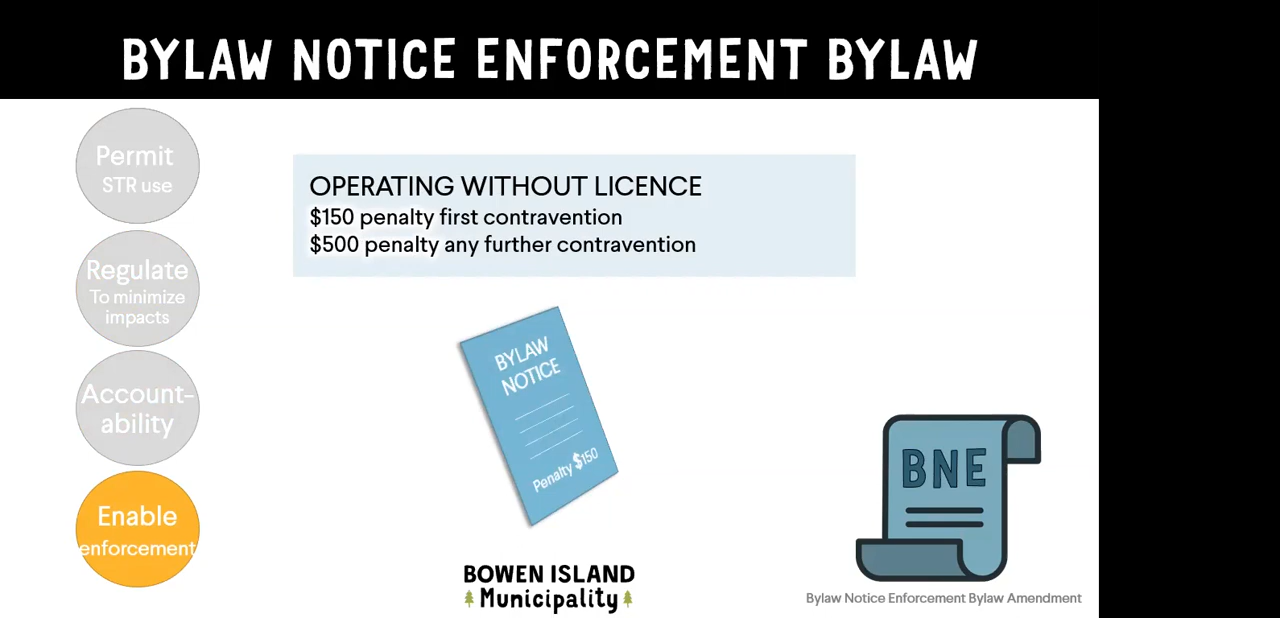 BYLAW NOTICE ENFORCEMENT BYLAW
Permit
STR use
Regulate
To minimize
impacts
Account-
ability
Enable
enforcement
OPERATING WITHOUT LICENCE
$150 penalty first contravention
$500 penalty any further contravention
BYLAW
NOTICE
Penalty $150
BNE
BOWEN ISLAND
Municipality
Bylaw Notice Enforcement Bylaw Amendment